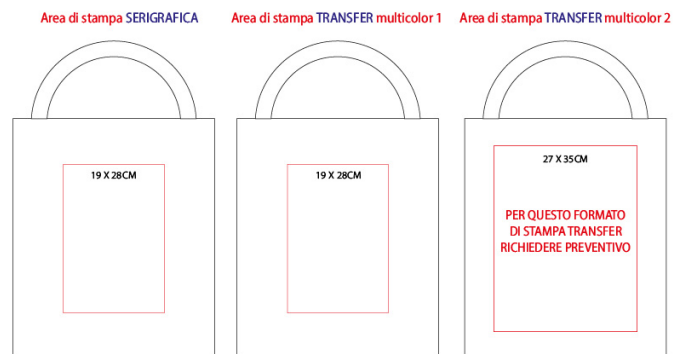 Area di stampa SERIGRAFICA
Area di stampa TRANSFER multicolor 1
Area di stampa TRANSFER multicolor 2
19 X 28CM
19 X 28CM
27 X 35CM
PER QUESTO FORMATO
DI STAMPA TRANSFER
RICHIEDERE PREVENTIVO